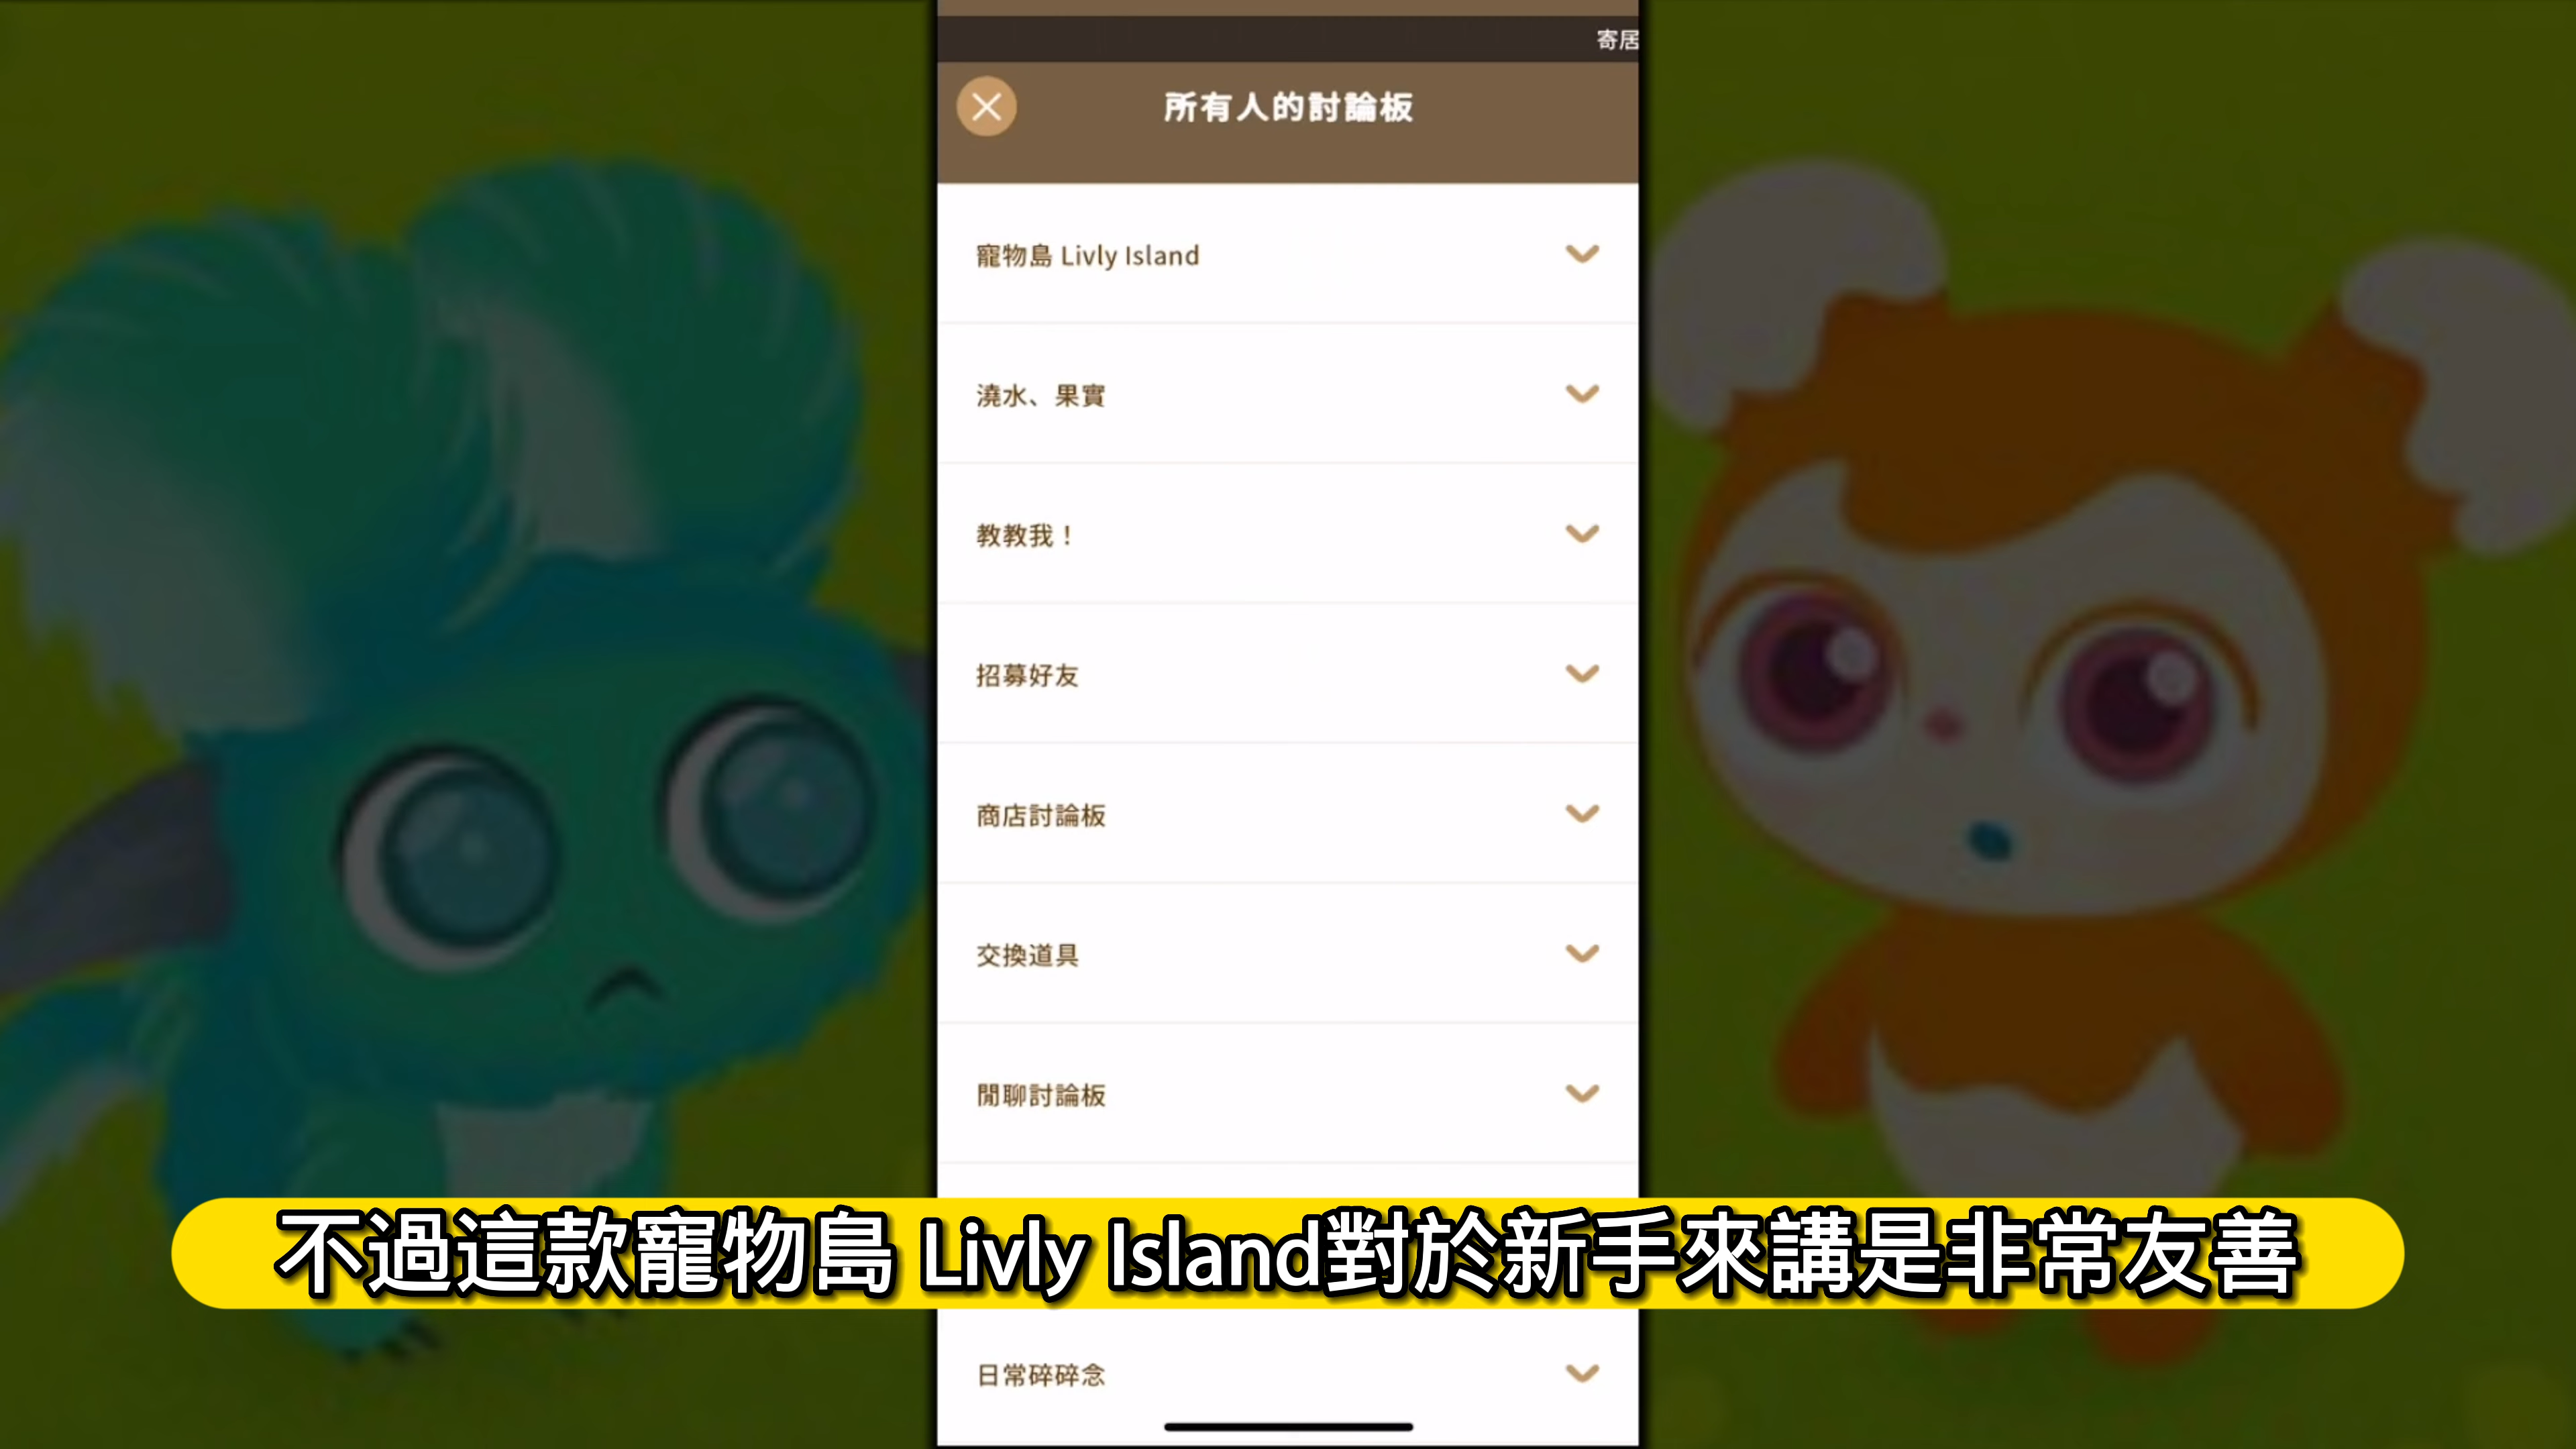 寄居
所有人的討論板
寵物島 Livly Island
澆水、果實
教教我！
招募好友
商店討論板
交換道具
閒聊討論板
不過這款寵物島 Livly Island對於新手來講是非常友善
日常碎碎念